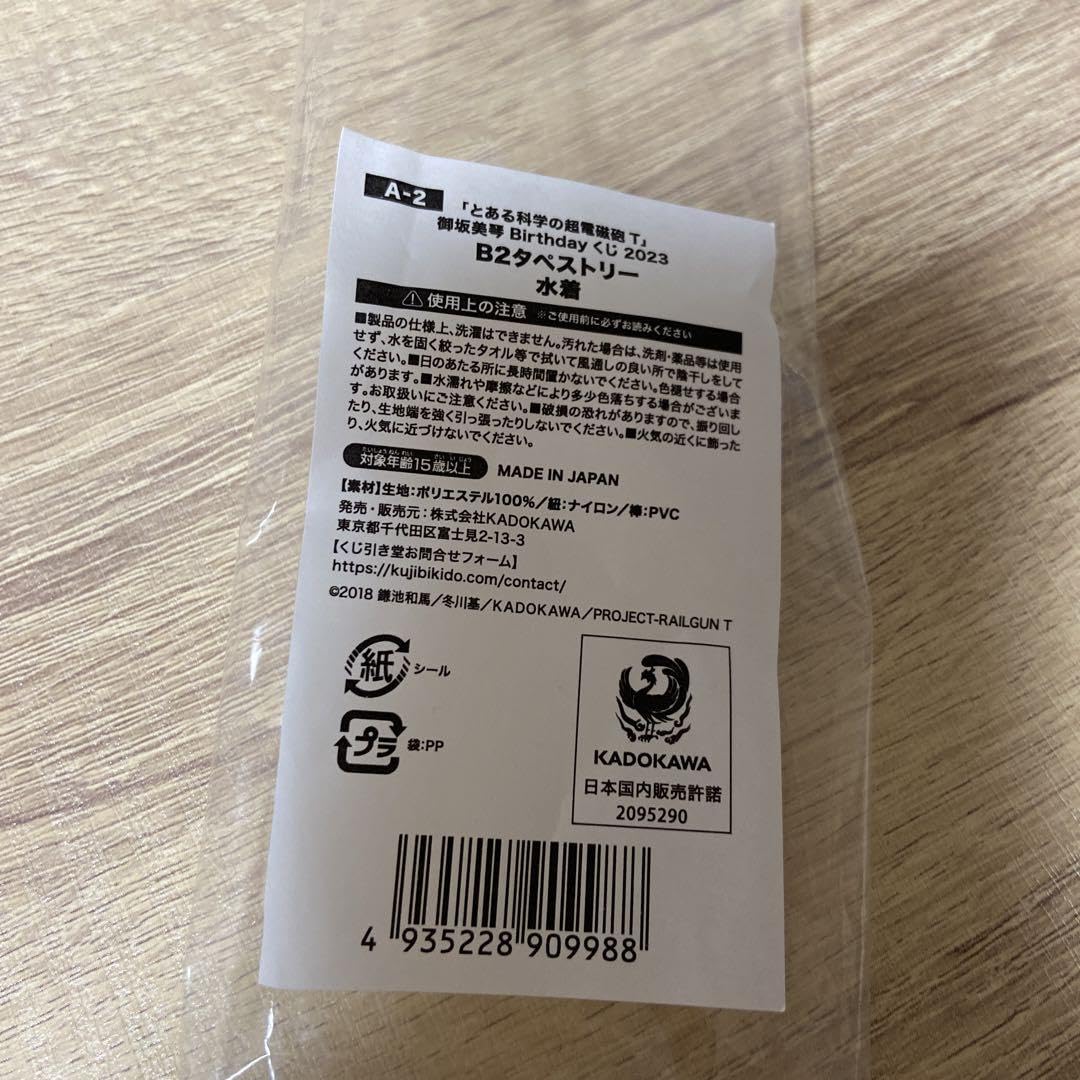 A-2
「とある科学の超電磁砲 T」
御坂美琴 Birthday くじ 2023
B2タペストリー
水着
⚠使用上の注意 ※ご使用前に必ずお読みください
■製品の仕様上、洗濯はできません。汚れた場合は、洗剤・薬品等は使用
せず、水を固く絞ったタオル等で拭いて風通しの良い所で陰干しをして
ください。■日のあたる所に長時間置かないでください。色褪せする場合
があります。■水濡れや摩擦などにより多少色落ちする場合がございま
す。お取扱いにご注意ください。■破損の恐れがありますので、振り回し
たり、生地端を強く引っ張ったりしないでください。■火気の近くに飾った
り、火気に近づけないでください。
たいしょうねんれい さいいじょう
対象年齢15歳以上 MADE IN JAPAN
【素材】生地：ポリエステル100%／紐：ナイロン／棒：PVC
発売・販売元：株式会社KADOKAWA
東京都千代田区富士見2-13-3
【くじ引き堂お問合せフォーム】
https://kujibikido.com/contact/
©2018 鎌池和馬／冬川基／KADOKAWA／PROJECT-RAILGUN T
紙 シール
プラ 袋:PP
KADOKAWA
日本国内販売許諾
2095290
4 935228 909988